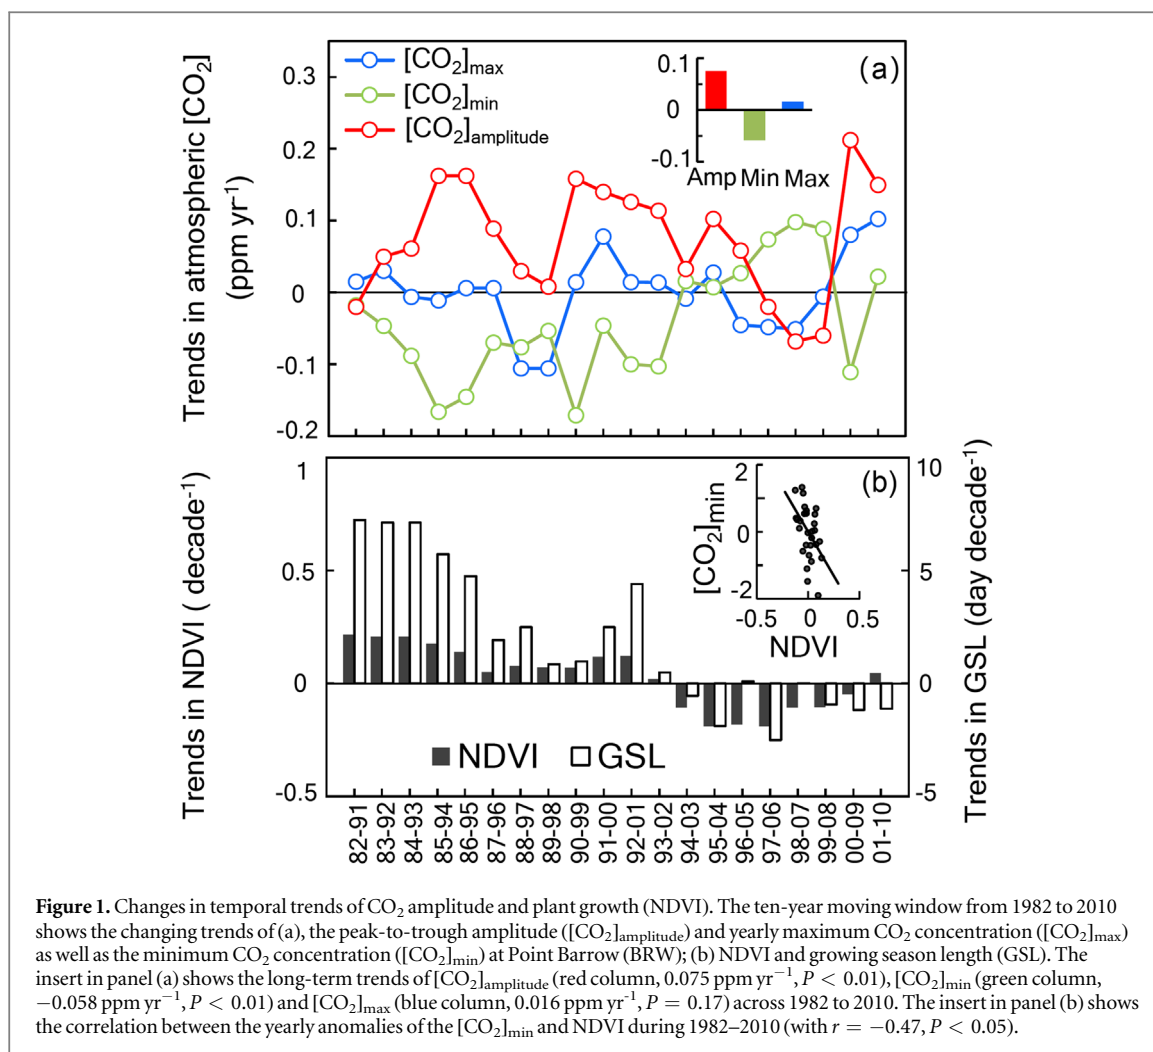 [CO₂]max
[CO₂]min
[CO₂]amplitude
(a)
0.1
0
-0.1
Amp Min Max
Trends in atmospheric [CO₂]
(ppm yr⁻¹)
0.3
0.2
0.1
0
-0.1
-0.2
Trends in NDVI ( decade⁻¹)
1
0.5
0
-0.5
(b)
[CO₂]min
2
0
-2
-0.5
0
0.5
NDVI
10
5
0
-5
Trends in GSL (day decade⁻¹)
NDVI
GSL
82-91
83-92
84-93
85-94
86-95
87-96
88-97
89-98
90-99
91-00
92-01
93-02
94-03
95-04
96-05
97-06
98-07
99-08
00-09
01-10
Figure 1. Changes in temporal trends of CO₂ amplitude and plant growth (NDVI). The ten-year moving window from 1982 to 2010
shows the changing trends of (a), the peak-to-trough amplitude ([CO₂]amplitude) and yearly maximum CO₂ concentration ([CO₂]max)
as well as the minimum CO₂ concentration ([CO₂]min) at Point Barrow (BRW); (b) NDVI and growing season length (GSL). The
insert in panel (a) shows the long-term trends of [CO₂]amplitude (red column, 0.075 ppm yr⁻¹, P < 0.01), [CO₂]min (green column,
−0.058 ppm yr⁻¹, P < 0.01) and [CO₂]max (blue column, 0.016 ppm yr⁻¹, P = 0.17) across 1982 to 2010. The insert in panel (b) shows
the correlation between the yearly anomalies of the [CO₂]min and NDVI during 1982–2010 (with r = −0.47, P < 0.05).